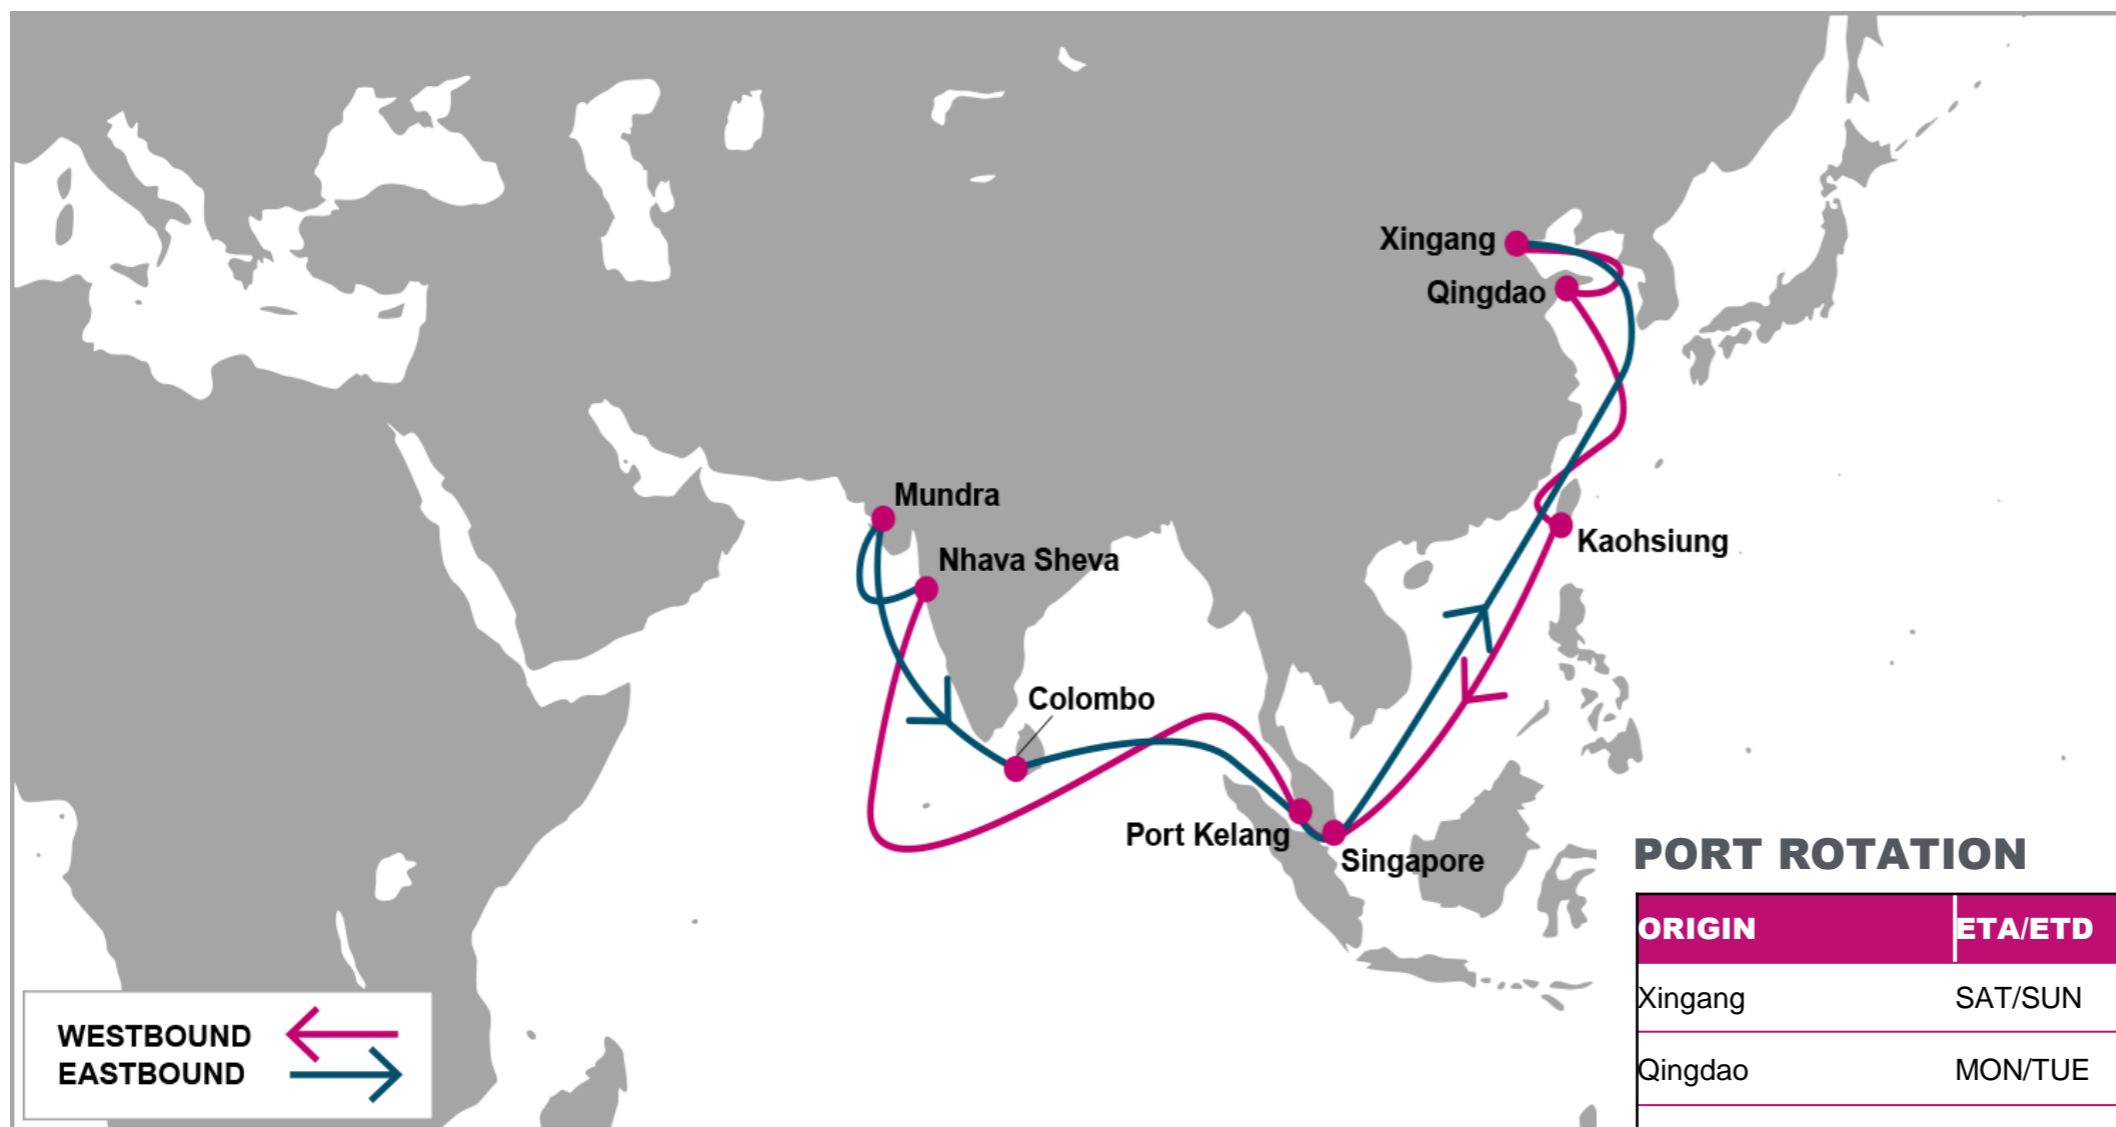 Xingang
Qingdao
Mundra
Nhava Sheva
Kaohsiung
Colombo
Port Kelang
Singapore
PORT ROTATION
ORIGIN ETA/ETD
Xingang SAT/SUN
Qingdao MON/TUE
WESTBOUND
EASTBOUND